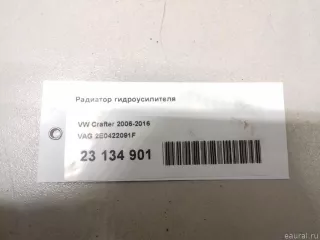 Радиатор гидроусилителя
VW Crafter 2006-2016
VAG 2E0422091F
23 134 901
eaural.ru